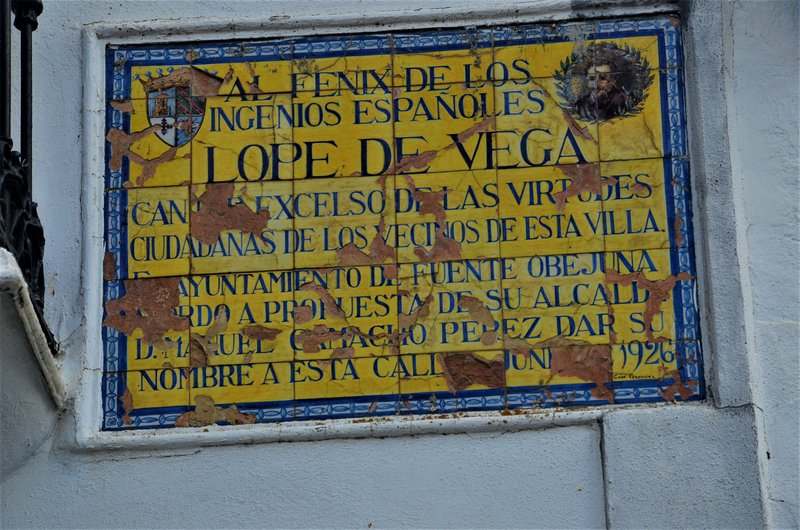 AL FENIX DE LOS
INGENIOS ESPAÑOLES
LOPE DE VEGA
EXCELSO DE LAS VIRTUDES
CIUDADANAS DE LOS VECINOS DE ESTA VILLA.
AYUNTAMIENTO DE FUENTE OBEJUNA
A PROPUESTA DE SU ALCALDE
D. MANUEL CAMACHO PEREZ DAR SU
NOMBRE A ESTA CALLE JUNIO 1926